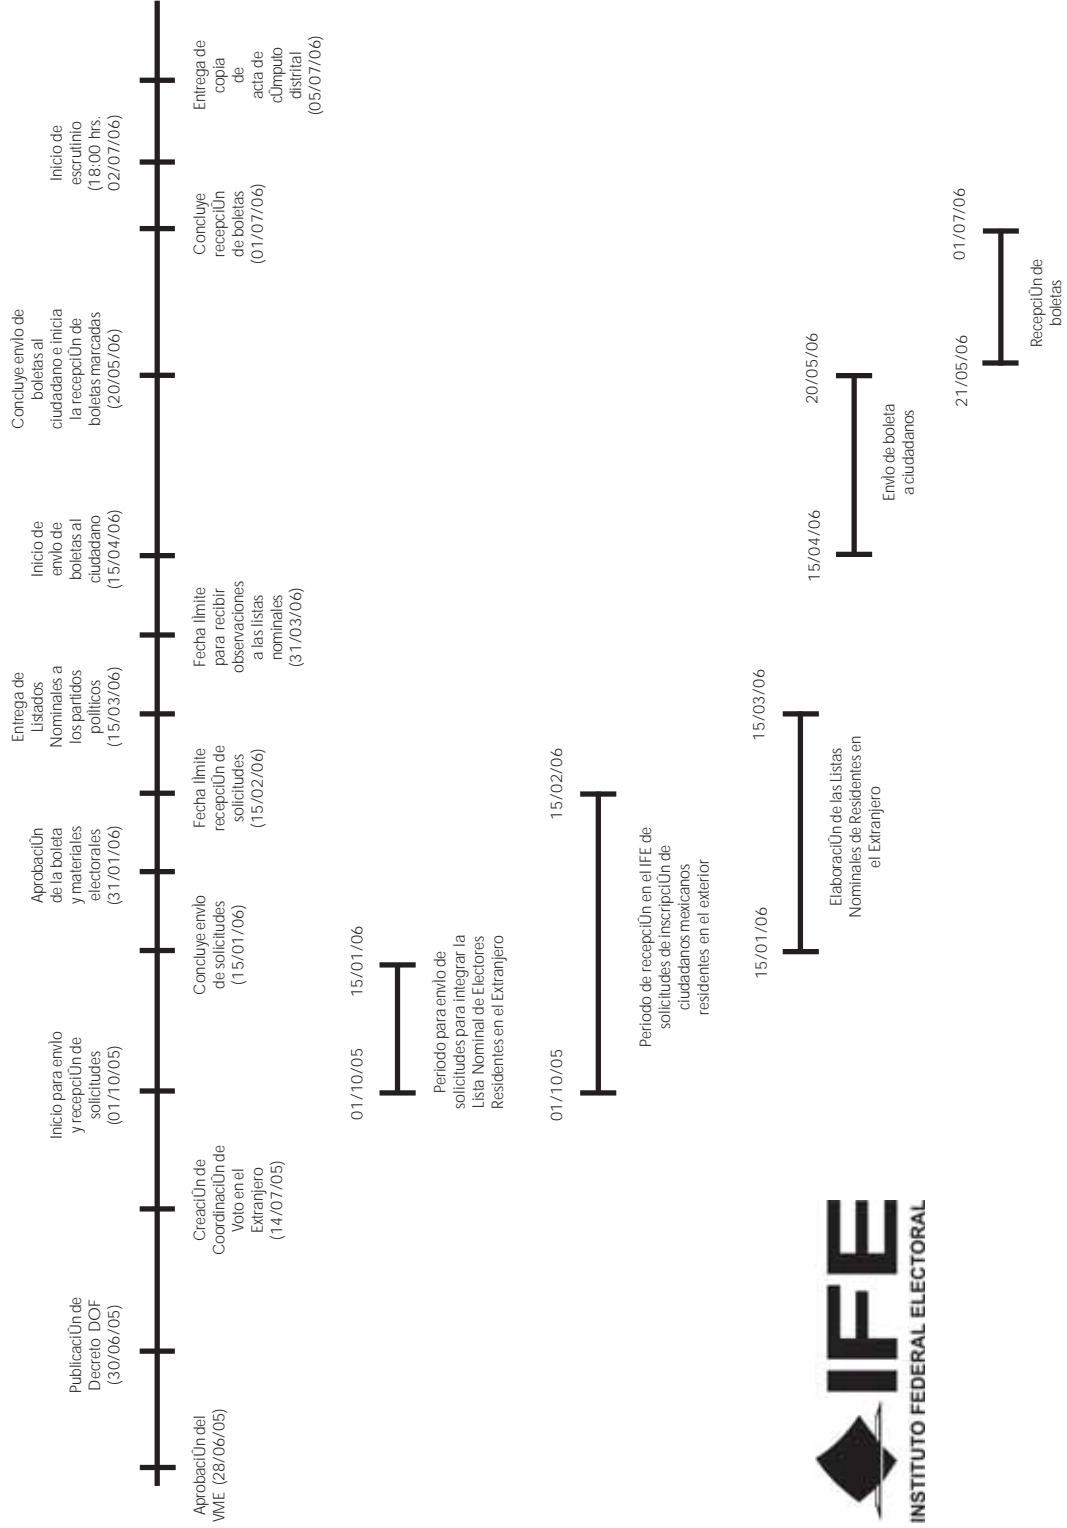 Aprobación del
VME (28/06/05)
Publicación de
Decreto DOF
(30/06/05)
Creación de
Coordinación de
Voto en el
Extranjero
(14/07/05)
Inicio para envío
y recepción de
solicitudes
(01/10/05)
Concluye envío
de solicitudes
(15/01/06)
Aprobación
de la boleta
y materiales
electorales
(31/01/06)
Fecha límite
recepción de
solicitudes
(15/02/06)
Entrega de
Listados
Nominales a
los partidos
políticos
(15/03/06)
Fecha límite
para recibir
observaciones
a las listas
nominales
(31/03/06)
Inicio de
envío de
boletas al
ciudadano
(15/04/06)
Concluye envío de
boletas al
ciudadano e inicia
la recepción de
boletas marcadas
(20/05/06)
Concluye
recepción
de boletas
(01/07/06)
Inicio de
escrutinio
(18:00 hrs.
02/07/06)
Entrega de
copia
de
acta de
cómputo
distrital
(05/07/06)
01/10/05
15/01/06
Periodo para envío de
solicitudes para integrar la
Lista Nominal de Electores
Residentes en el Extranjero
01/10/05
15/02/06
Periodo de recepción en el IFE de
solicitudes de inscripción de
ciudadanos mexicanos
residentes en el exterior
15/01/06
15/03/06
Elaboración de las Listas
Nominales de Residentes en
el Extranjero
15/04/06
20/05/06
Envío de boleta
a ciudadanos
21/05/06
01/07/06
Recepción de
boletas
IFE
INSTITUTO FEDERAL ELECTORAL